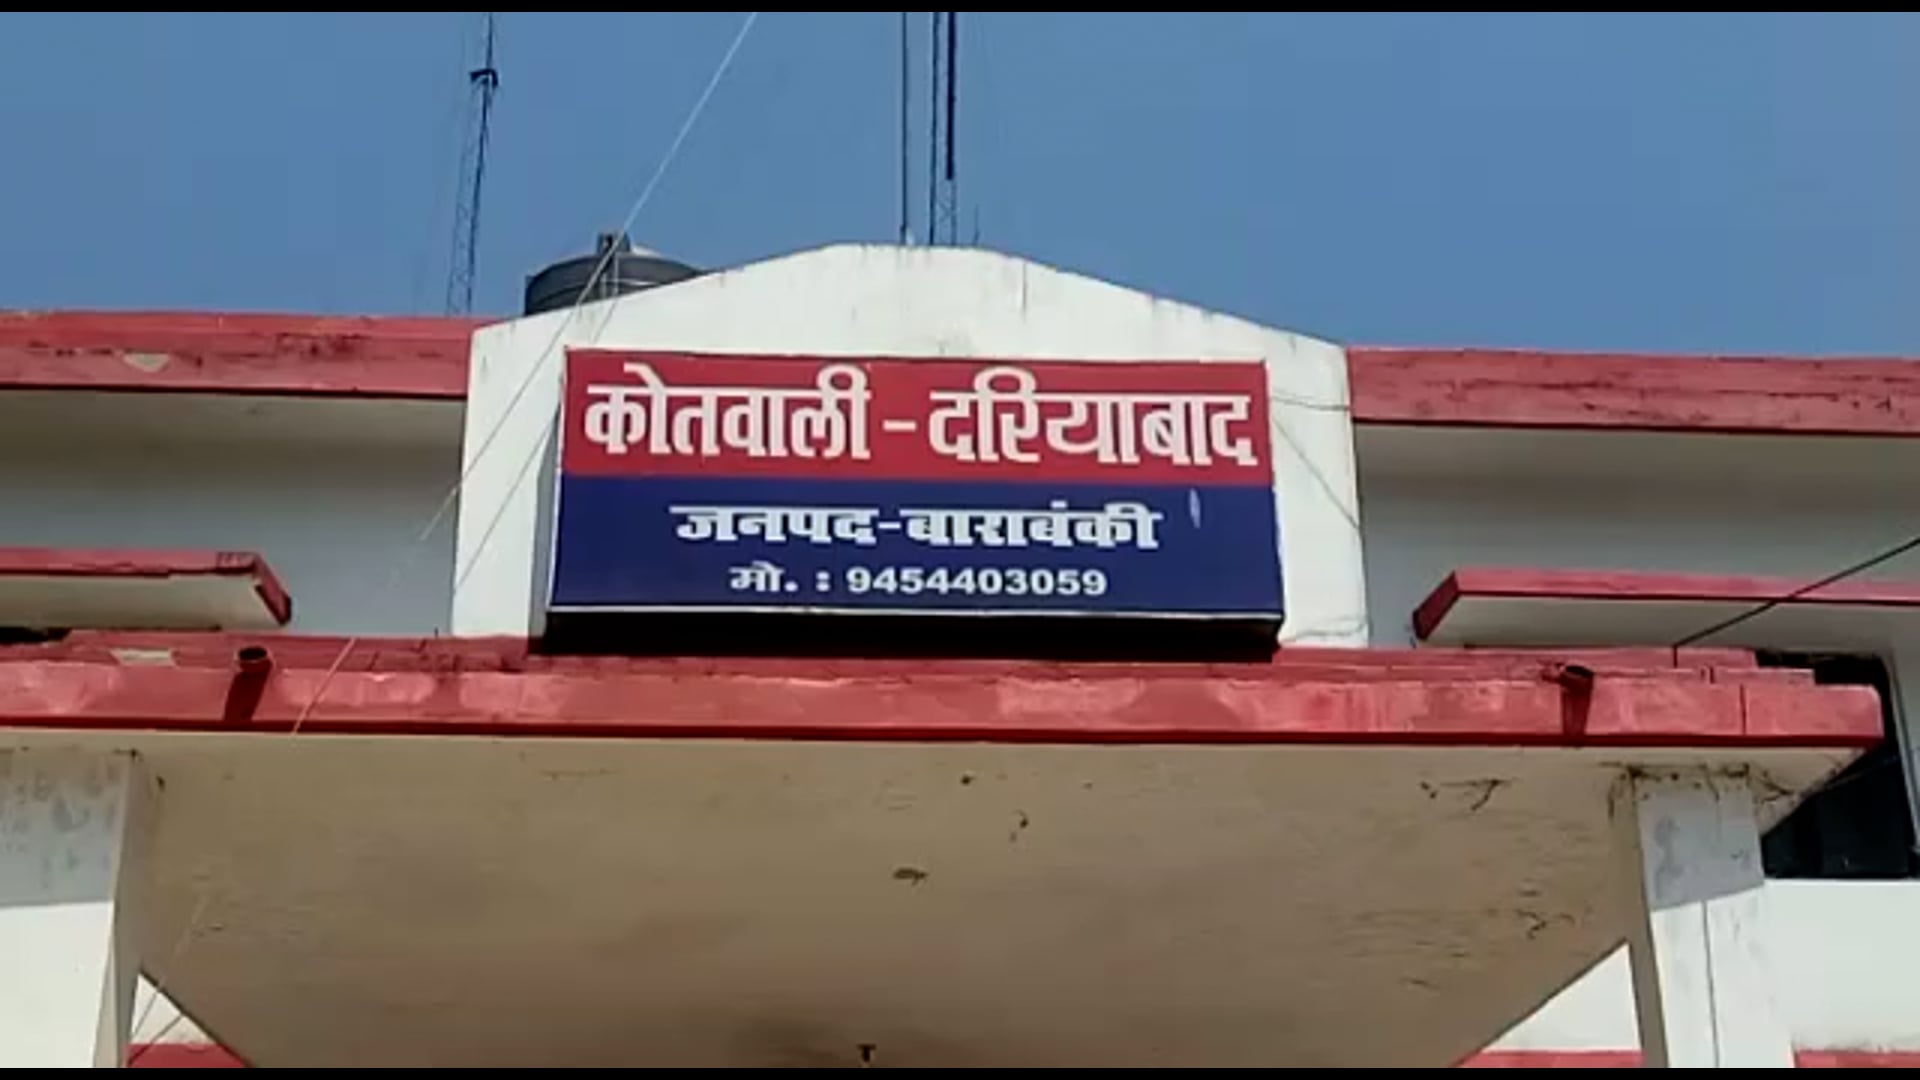 कोतवाली - दरियाबाद
जनपद-बाराबंकी
मो. : 9454403059